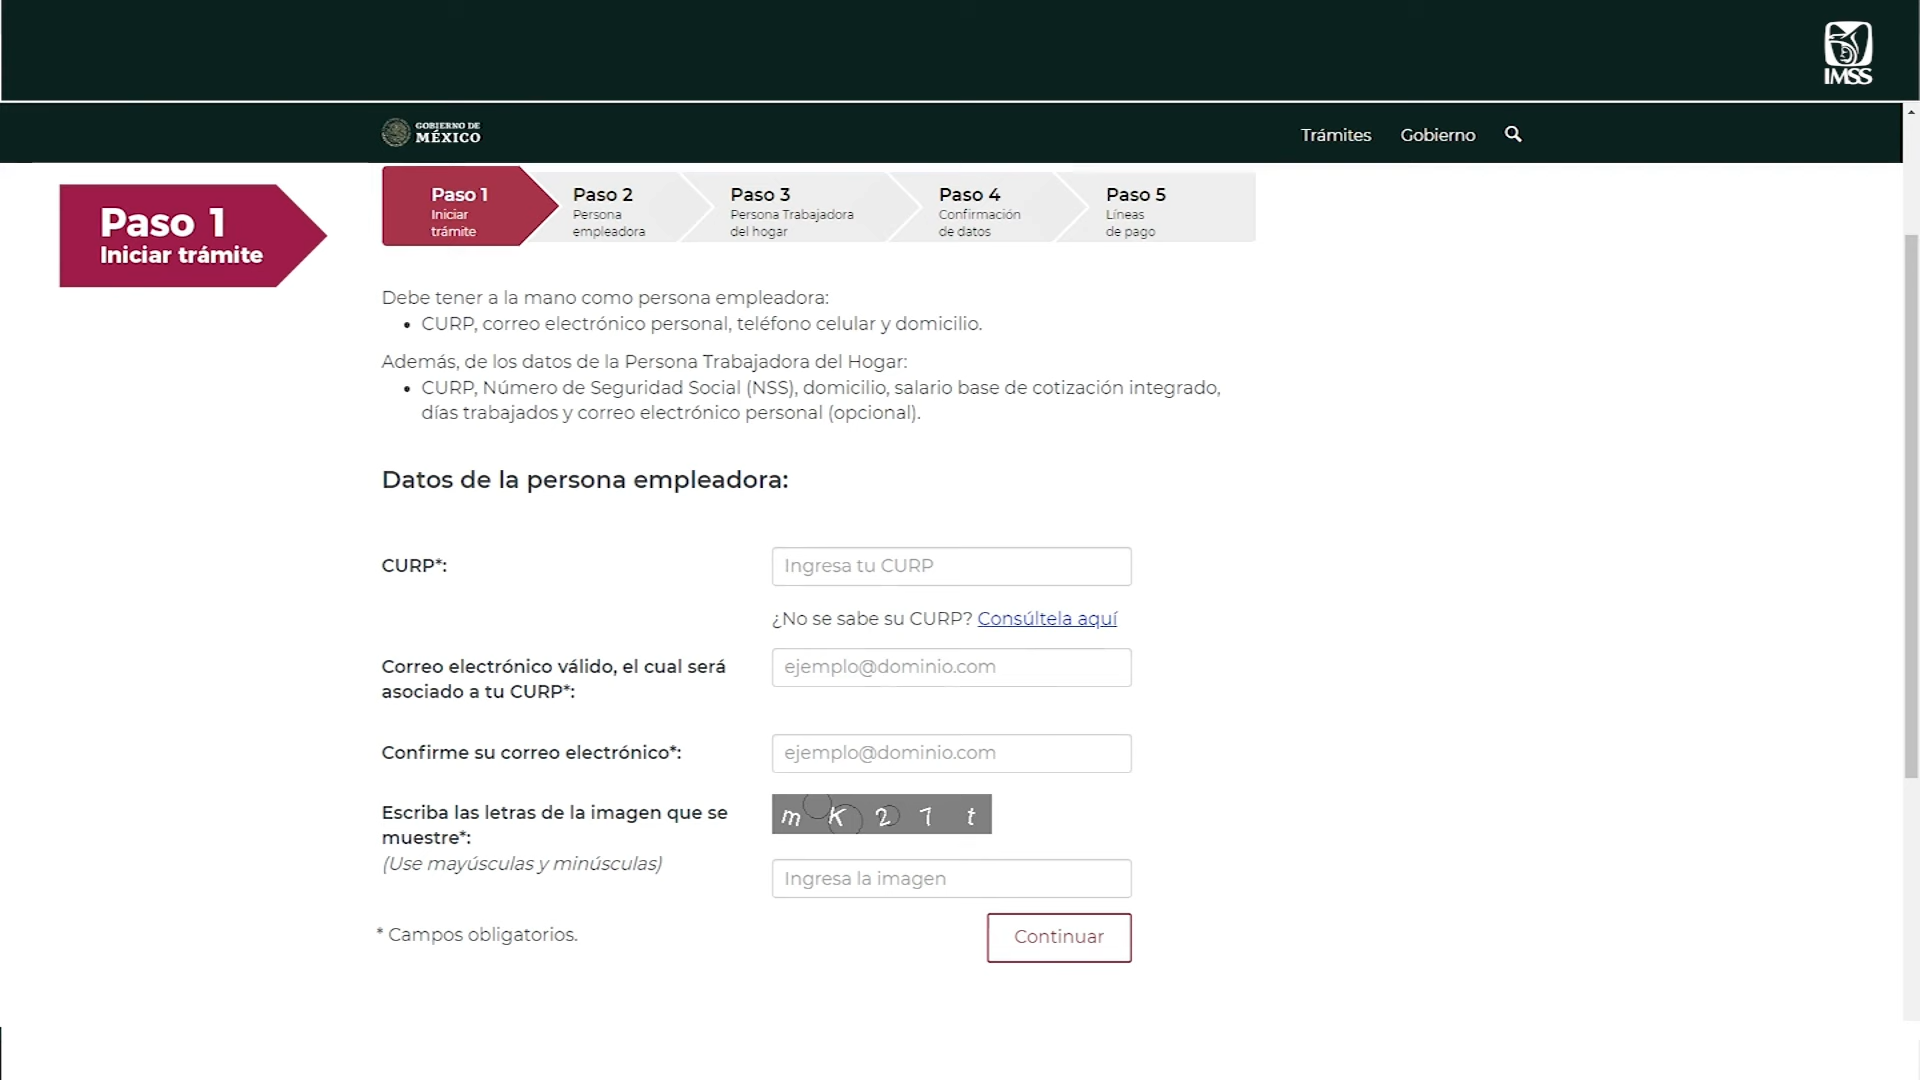 IMSS
GOBIERNO DE
MÉXICO
Trámites
Gobierno
Paso 1
Iniciar trámite
Paso 1
Iniciar
trámite
Paso 2
Persona
empleadora
Paso 3
Persona Trabajadora
del hogar
Paso 4
Confirmación
de datos
Paso 5
Líneas
de pago
Debe tener a la mano como persona empleadora:
• CURP, correo electrónico personal, teléfono celular y domicilio.
Además, de los datos de la Persona Trabajadora del Hogar:
• CURP, Número de Seguridad Social (NSS), domicilio, salario base de cotización integrado,
días trabajados y correo electrónico personal (opcional).
Datos de la persona empleadora:
CURP*:
Ingresa tu CURP
¿No se sabe su CURP? Consúltela aquí
Correo electrónico válido, el cual será
asociado a tu CURP*:
ejemplo@dominio.com
Confirme su correo electrónico*:
ejemplo@dominio.com
Escriba las letras de la imagen que se
muestre*:
(Use mayúsculas y minúsculas)
m K 2 7 t
Ingresa la imagen
* Campos obligatorios.
Continuar